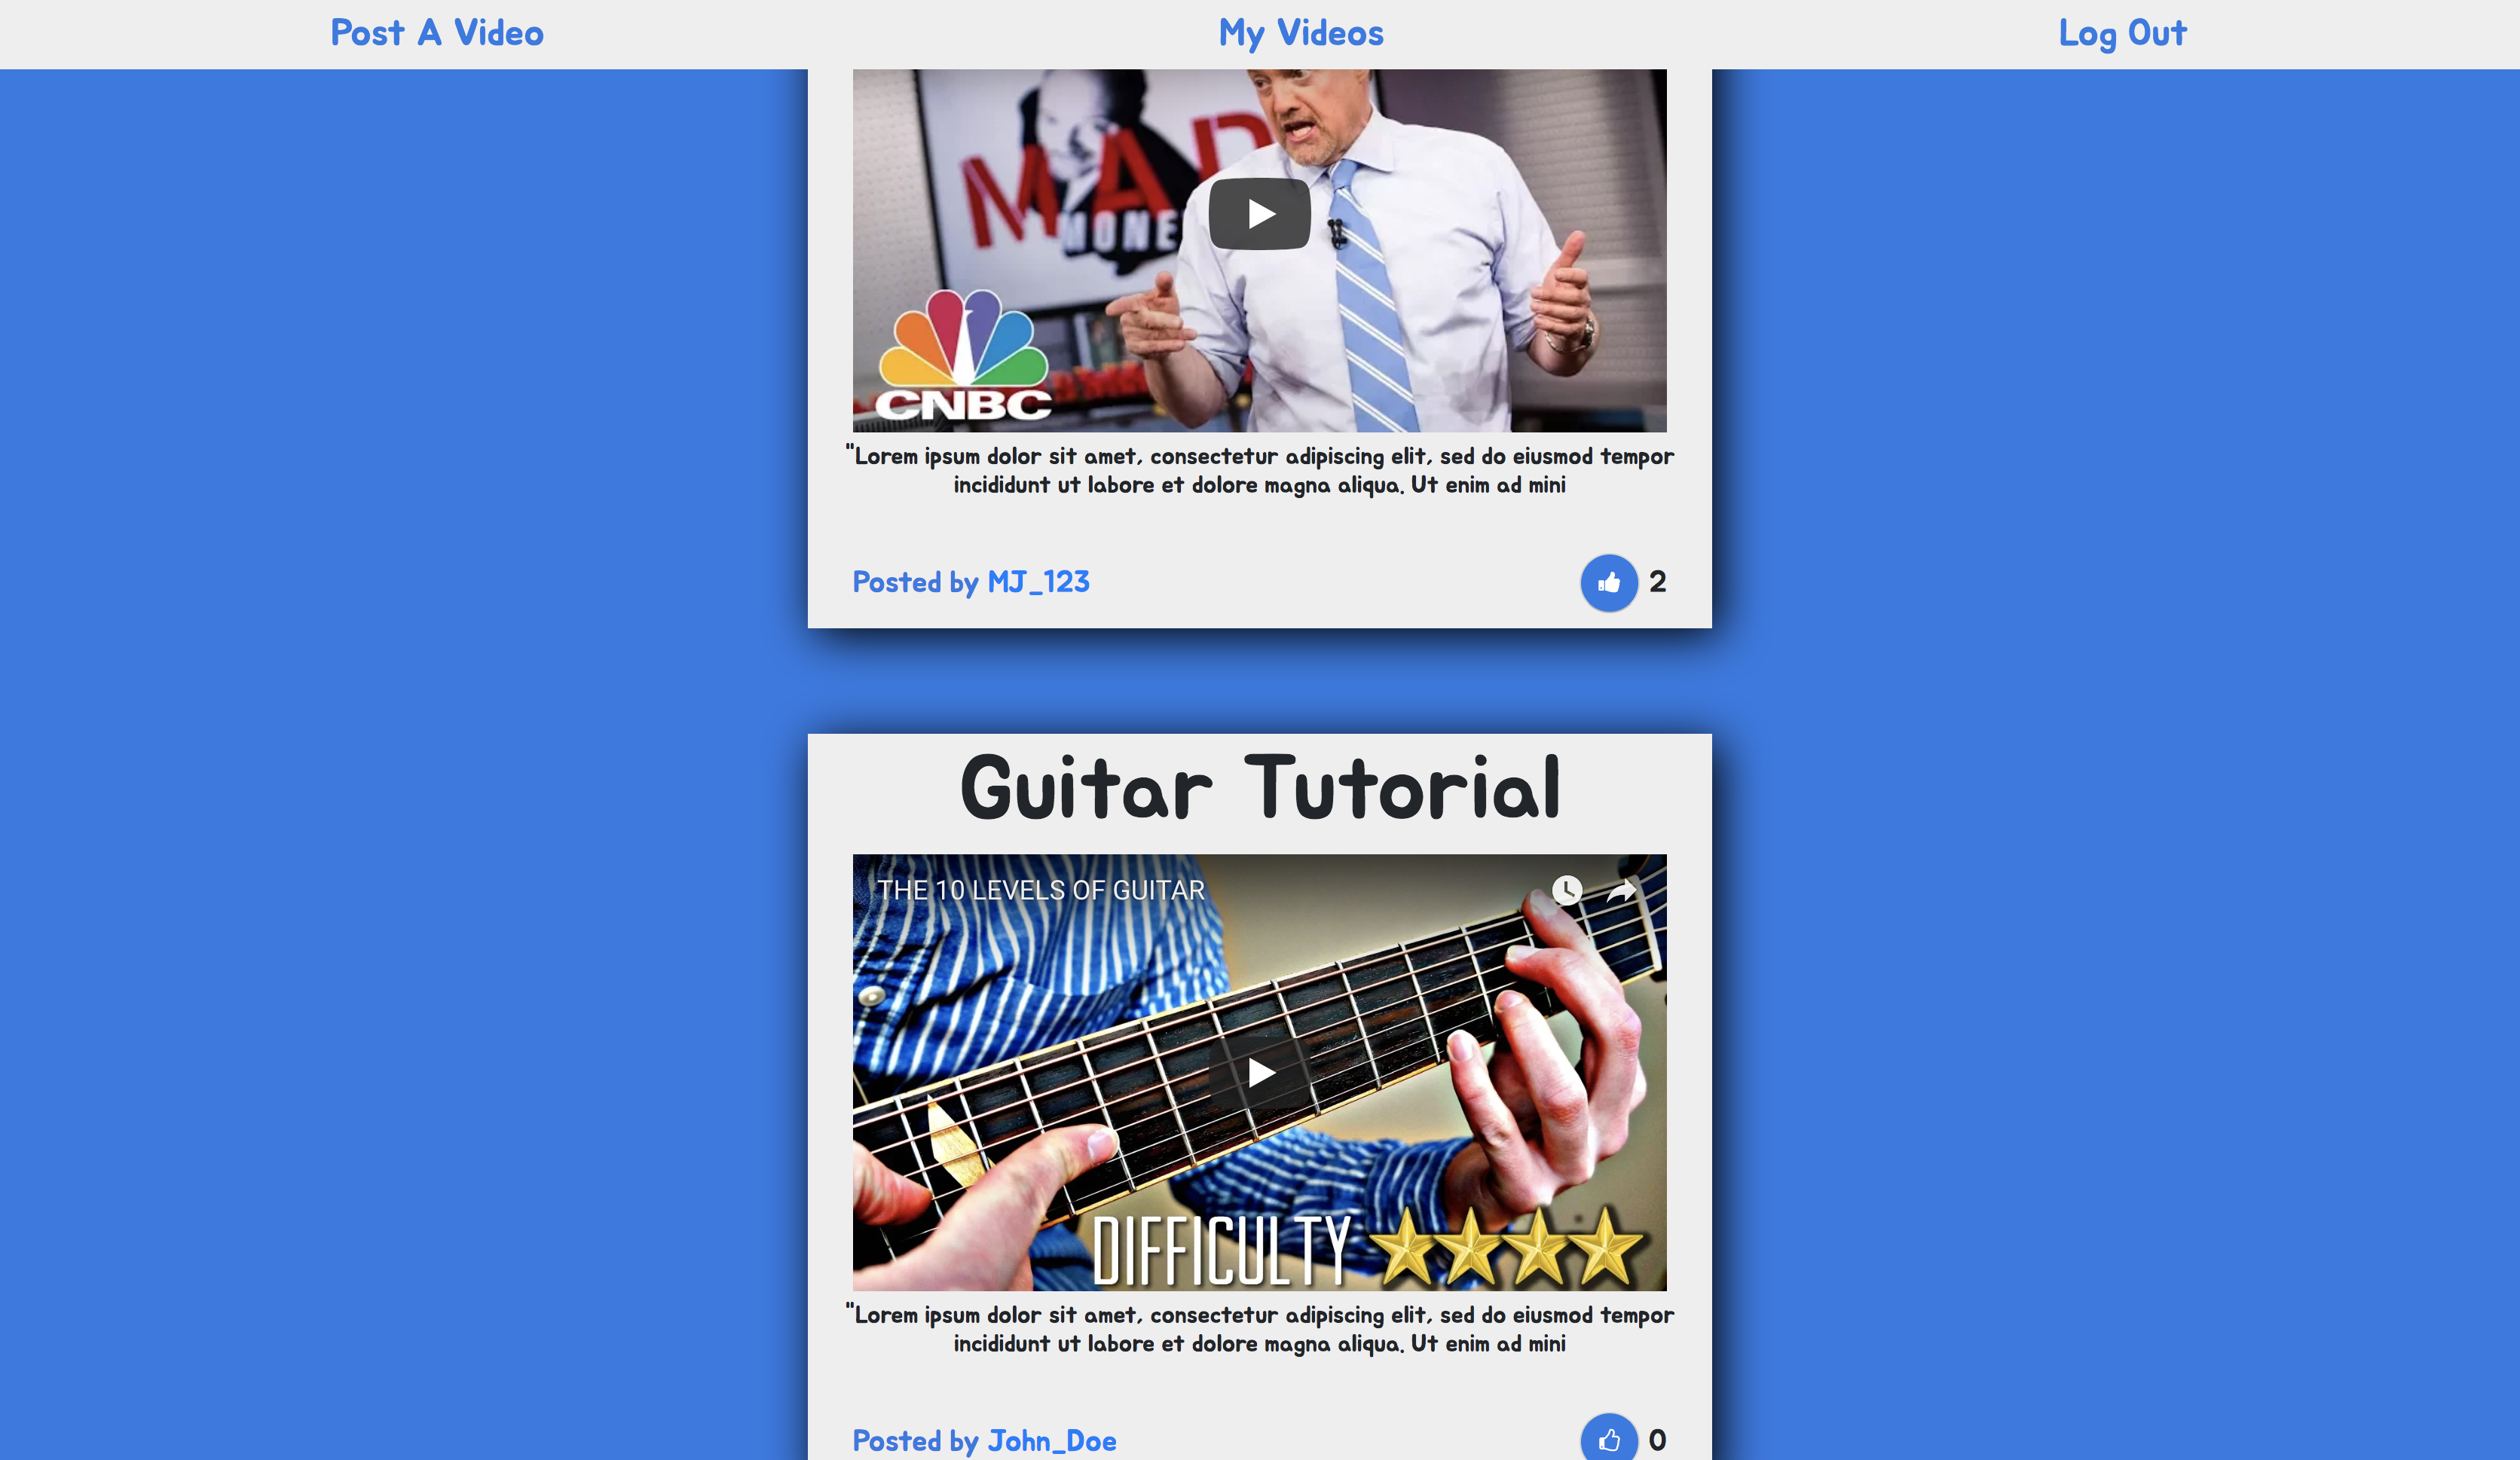 Post A Video
My Videos
Log Out
MAD
MONE
CNBC
"Lorem ipsum dolor sit amet, consectetur adipiscing elit, sed do eiusmod tempor
incididunt ut labore et dolore magna aliqua. Ut enim ad mini
Posted by MJ_123
2
Guitar Tutorial
THE 10 LEVELS OF GUITAR
DIFFICULTY
"Lorem ipsum dolor sit amet, consectetur adipiscing elit, sed do eiusmod tempor
incididunt ut labore et dolore magna aliqua. Ut enim ad mini
Posted by John_Doe
0